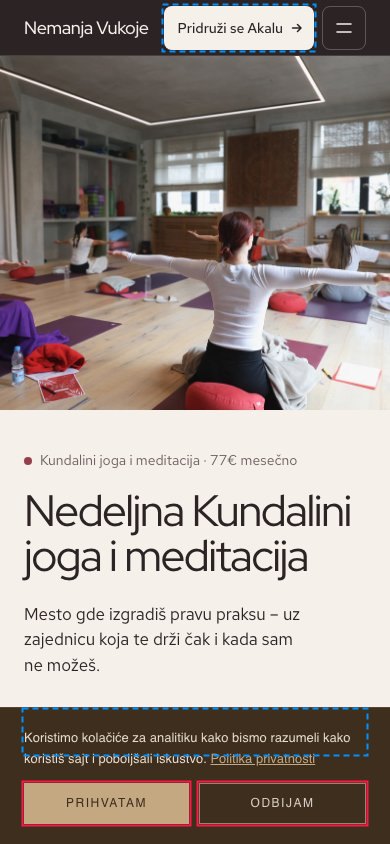 Nemanja Vukoje
Pridruži se Akalu →
Kundalini joga i meditacija · 77€ mesečno
Nedeljna Kundalini
joga i meditacija
Mesto gde izgradiš pravu praksu – uz
zajednicu koja te drži čak i kada sam
ne možeš.
Koristimo kolačiće za analitiku kako bismo razumeli kako
koristiš sajt i poboljšali iskustvo. Politika privatnosti
PRIHVATAM
ODBIJAM